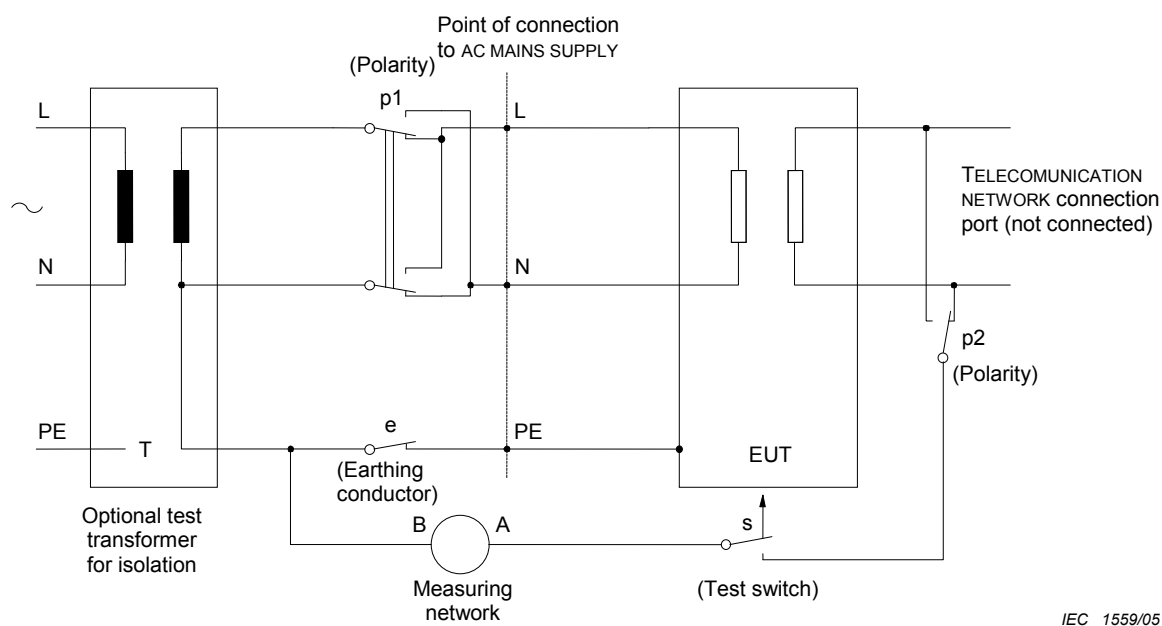 Point of connection
to AC MAINS SUPPLY
(Polarity)
p1
L
L
TELECOMUNICATION
NETWORK connection
port (not connected)
N
N
p2
(Polarity)
PE
T
e
PE
EUT
(Earthing
conductor)
Optional test
transformer
for isolation
B
A
s
Measuring
network
(Test switch)
IEC 1559/05